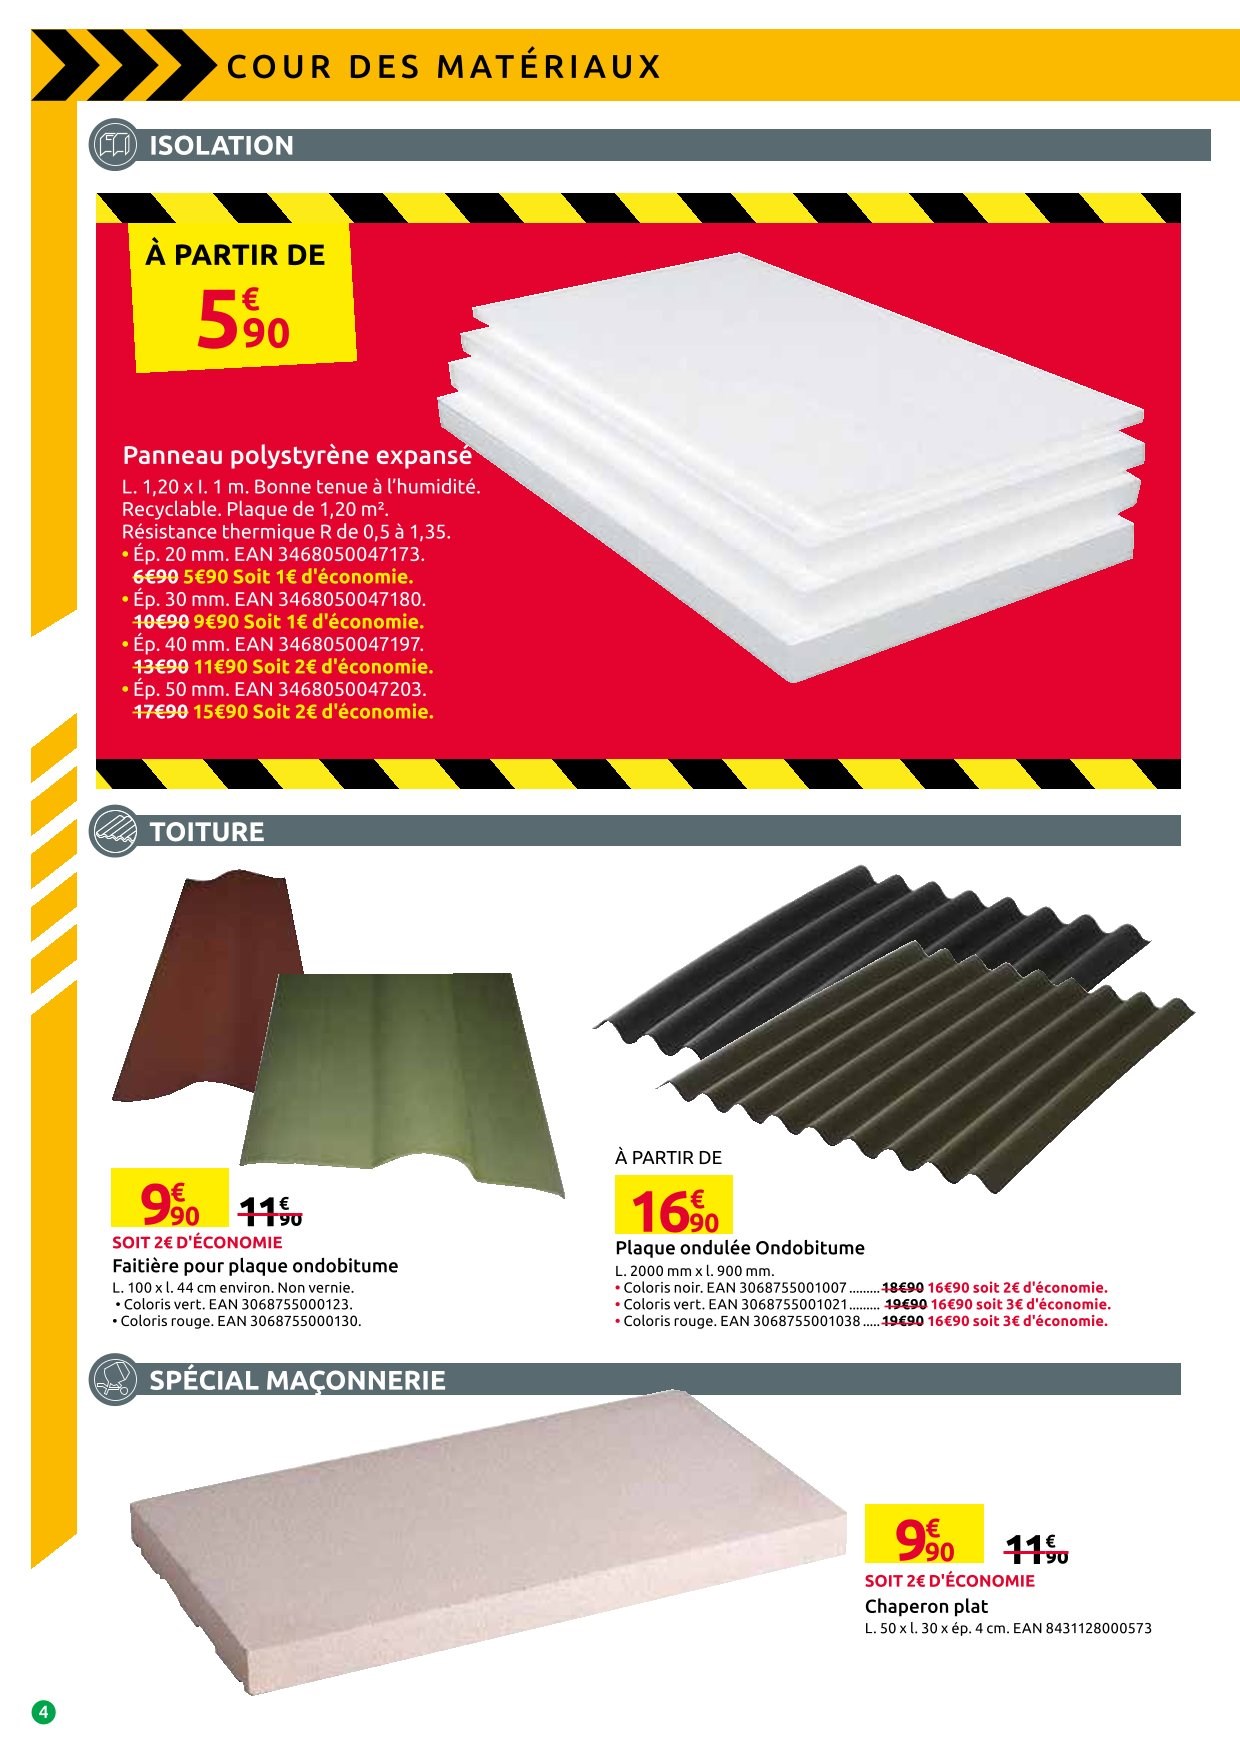 COUR DES MATÉRIAUX
ISOLATION
À PARTIR DE
5€90
Panneau polystyrène expansé
L. 1,20 x l. 1 m. Bonne tenue à l'humidité.
Recyclable. Plaque de 1,20 m².
Résistance thermique R de 0,5 à 1,35.
• Ép. 20 mm. EAN 3468050047173.
6€90 5€90 Soit 1€ d'économie.
• Ép. 30 mm. EAN 3468050047180.
10€90 9€90 Soit 1€ d'économie.
• Ép. 40 mm. EAN 3468050047197.
13€90 11€90 Soit 2€ d'économie.
• Ép. 50 mm. EAN 3468050047203.
17€90 15€90 Soit 2€ d'économie.
TOITURE
9€90 11€90
SOIT 2€ D'ÉCONOMIE
Faitière pour plaque ondobitume
L. 100 x l. 44 cm environ. Non vernie.
• Coloris vert. EAN 3068755000123.
• Coloris rouge. EAN 3068755000130.
À PARTIR DE
16€90
Plaque ondulée Ondobitume
L. 2000 mm x l. 900 mm.
• Coloris noir. EAN 3068755001007......... 18€90 16€90 soit 2€ d'économie.
• Coloris vert. EAN 3068755001021......... 19€90 16€90 soit 3€ d'économie.
• Coloris rouge. EAN 3068755001038..... 19€90 16€90 soit 3€ d'économie.
SPÉCIAL MAÇONNERIE
9€90 11€90
SOIT 2€ D'ÉCONOMIE
Chaperon plat
L. 50 x l. 30 x ép. 4 cm. EAN 8431128000573
4